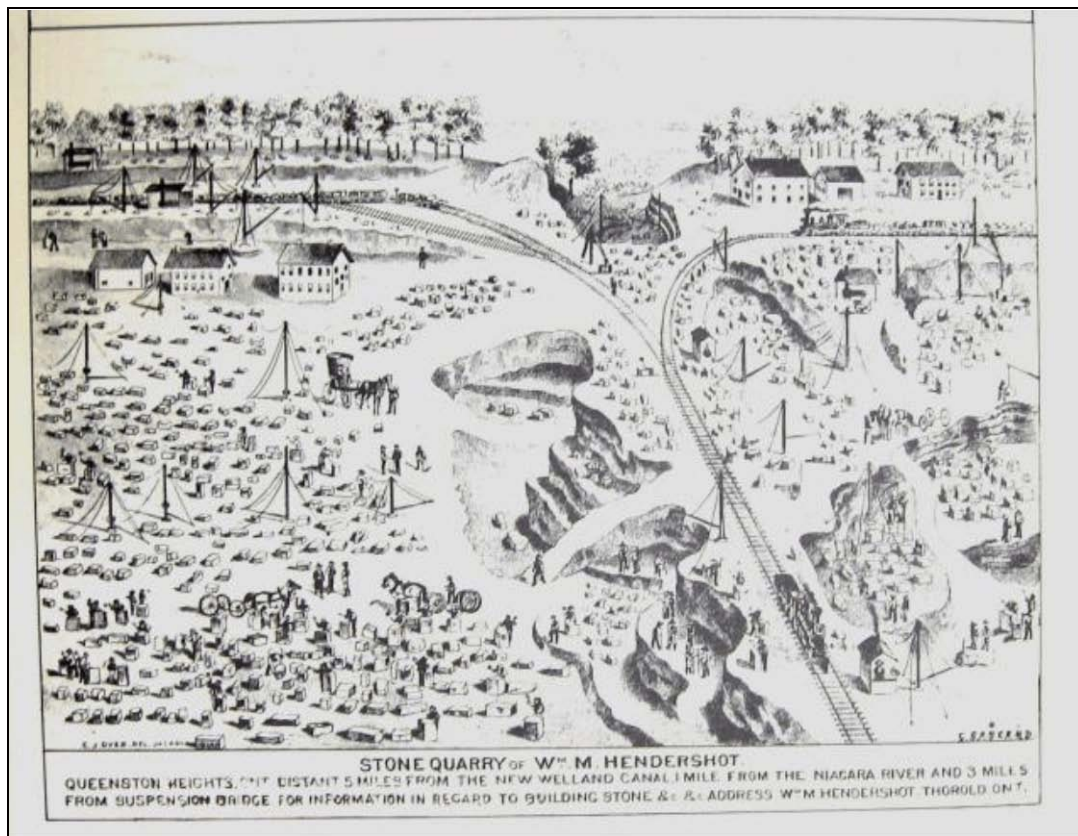 STONE QUARRY OF Wᴹ. M. HENDERSHOT.
QUEENSTON HEIGHTS. ONT DISTANT 5 MILES FROM THE NEW WELLAND CANAL, 1 MILE FROM THE NIAGARA RIVER AND 3 MILES
FROM SUSPENSION BRIDGE FOR INFORMATION IN REGARD TO BUILDING STONE &c &c ADDRESS Wᴹ M HENDERSHOT THOROLD ONT.